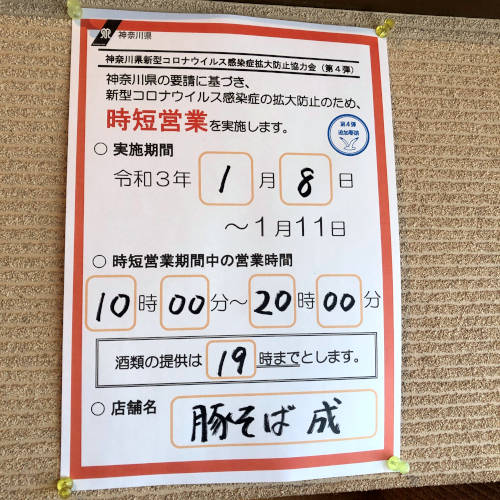 神奈川県
神奈川県新型コロナウイルス感染症拡大防止協力会（第４弾）
神奈川県の要請に基づき、
新型コロナウイルス感染症の拡大防止のため、
時短営業を実施します。
第4弾
追加要請
○ 実施期間
令和３年 1 月 8 日
～１月11日
○ 時短営業期間中の営業時間
10 時 00 分～ 20 時 00 分
酒類の提供は 19 時までとします。
○ 店舗名
豚そば 成